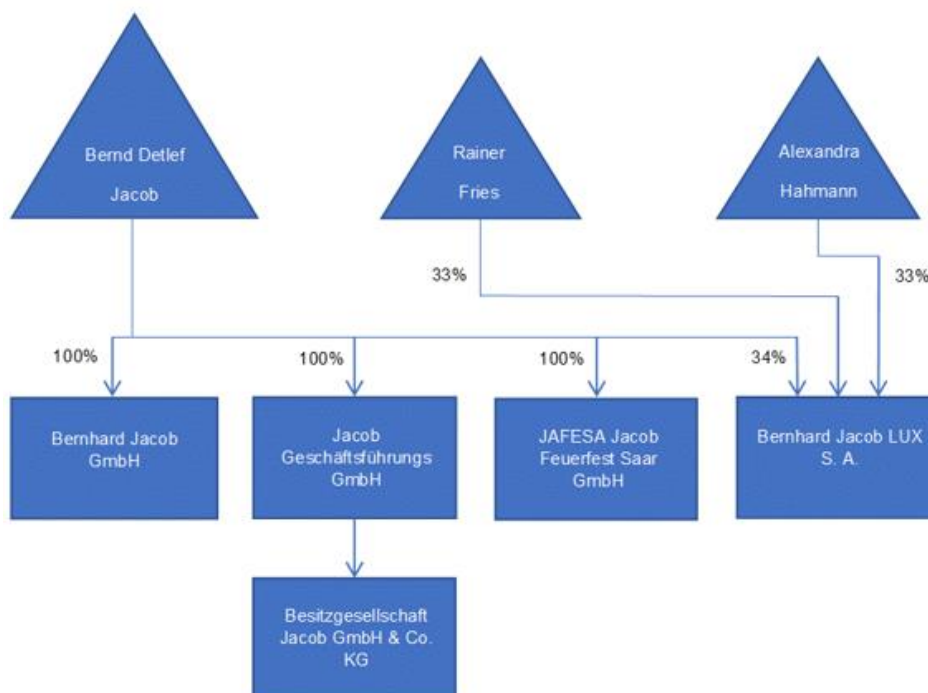 Bernd Detlef
Jacob
Rainer
Fries
Alexandra
Hahmann
33%
33%
100%
100%
100%
34%
Bernhard Jacob
GmbH
Jacob
Geschäftsführungs
GmbH
JAFESA Jacob
Feuerfest Saar
GmbH
Bernhard Jacob LUX
S. A.
Besitzgesellschaft
Jacob GmbH & Co.
KG